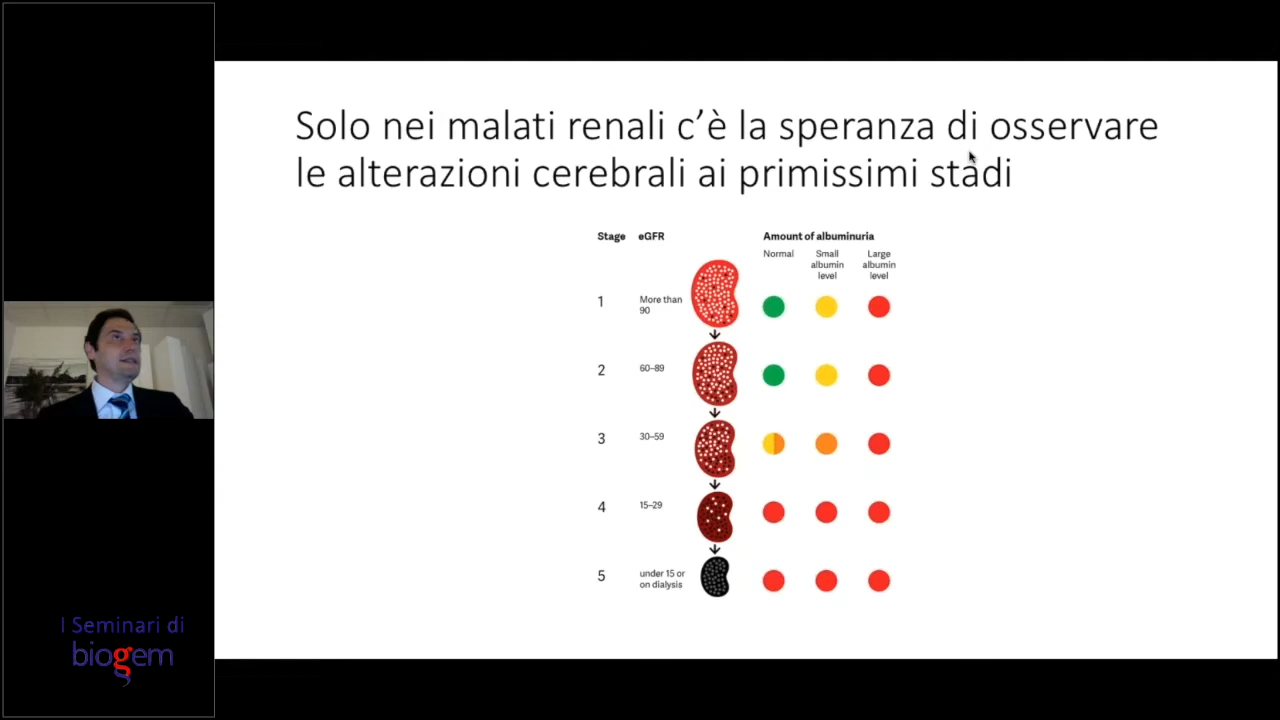 Solo nei malati renali c’è la speranza di osservare
le alterazioni cerebrali ai primissimi stadi
Stage eGFR Amount of albuminuria
Normal Small albumin level Large albumin level
1 More than 90
2 60–89
3 30–59
4 15–29
5 under 15 or on dialysis
I Seminari di
biogem